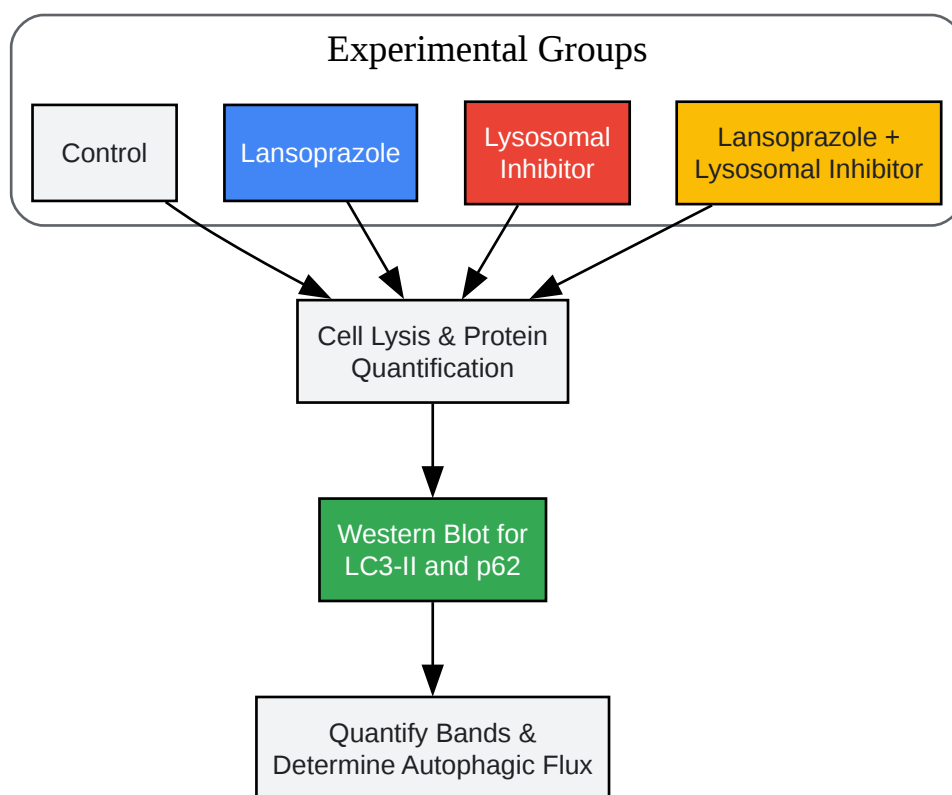 Experimental Groups
Control
Lansoprazole
Lysosomal
Inhibitor
Lansoprazole +
Lysosomal Inhibitor
Cell Lysis & Protein
Quantification
Western Blot for
LC3-II and p62
Quantify Bands &
Determine Autophagic Flux